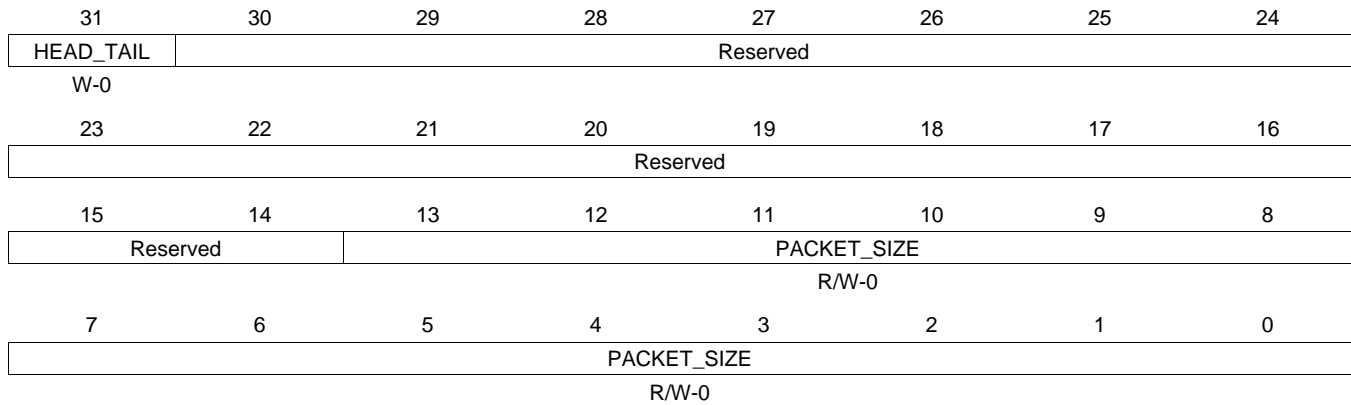 31 30 29 28 27 26 25 24
HEAD_TAIL Reserved
W-0
23 22 21 20 19 18 17 16
Reserved
15 14 13 12 11 10 9 8
Reserved PACKET_SIZE
R/W-0
7 6 5 4 3 2 1 0
PACKET_SIZE
R/W-0